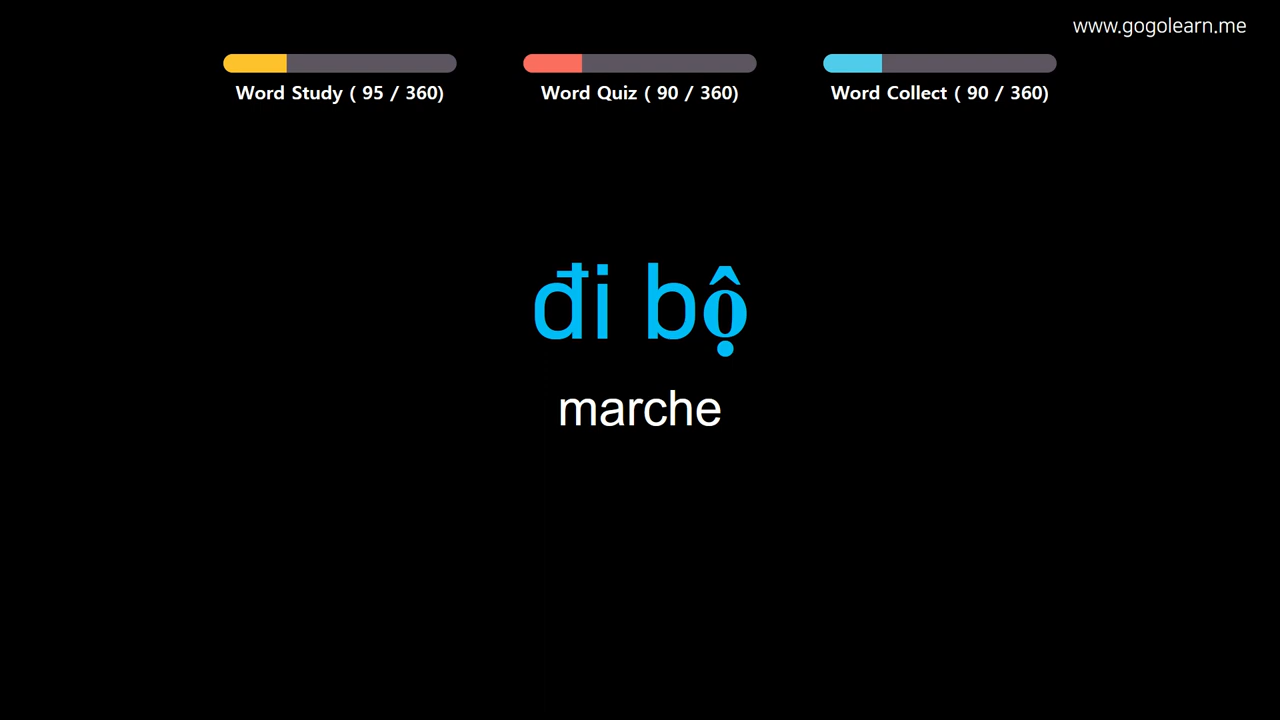 www.gogolearn.me
Word Study ( 95 / 360)
Word Quiz ( 90 / 360)
Word Collect ( 90 / 360)
đi bộ
marche